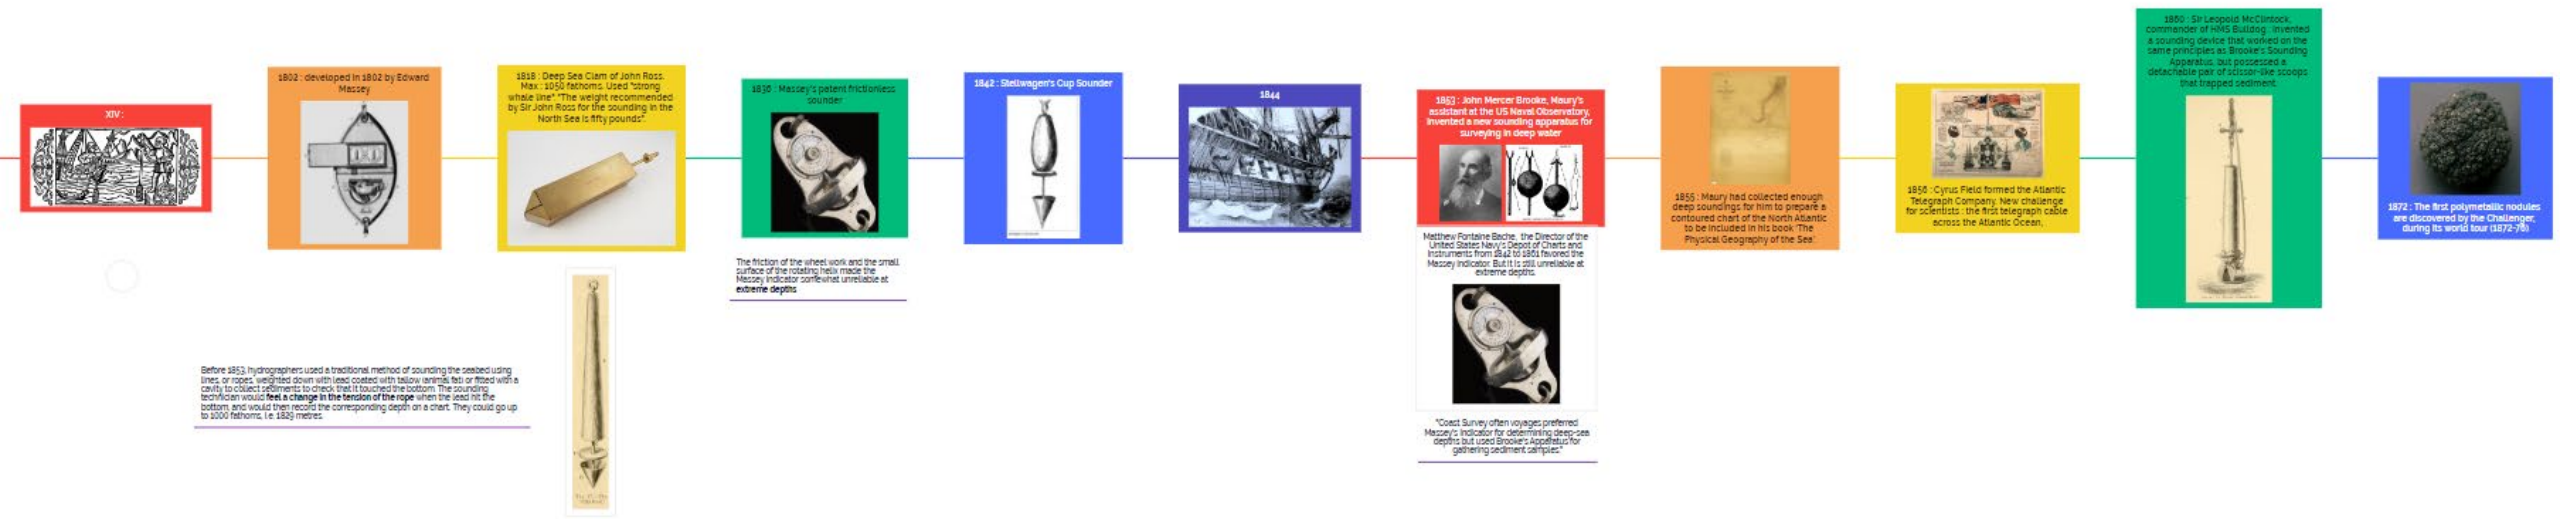 XIV :
1802 : developed in 1802 by Edward
Massey
1818 : Deep Sea Clam of John Ross.
Max : 1050 fathoms. Used "strong
whale line". "The weight recommended
by Sir John Ross for the sounding in the
North Sea is fifty pounds".
1836 : Massey's patent frictionless
sounder
The friction of the wheel work and the small
surface of the rotating helix made the
Massey indicator somewhat unreliable at
extreme depths
Before 1853, hydrographers used a traditional method of sounding the seabed using
lines, or ropes, weighted down with lead coated with tallow (animal fat) or fitted with a
cavity to collect sediments to check that it touched the bottom. The sounding
technician would feel a change in the tension of the rope when the lead hit the
bottom, and would then record the corresponding depth on a chart. They could go up
to 1000 fathoms, i.e. 1829 metres.
1842 : Stellwagen's Cup Sounder
1844
1853 : John Mercer Brooke, Maury's
assistant at the US Naval Observatory,
invented a new sounding apparatus for
surveying in deep water
Matthew Fontaine Bache, the Director of the
United States Navy's Depot of Charts and
Instruments from 1842 to 1861 favored the
Massey Indicator. But it is still unreliable at
extreme depths.
"Coast Survey often voyages preferred
Massey's Indicator for determining deep-sea
depths but used Brooke's Apparatus for
gathering sediment samples."
1855 : Maury had collected enough
deep soundings for him to prepare a
contoured chart of the North Atlantic
to be included in his book 'The
Physical Geography of the Sea'.
1856 : Cyrus Field formed the Atlantic
Telegraph Company. New challenge
for scientists : the first telegraph cable
across the Atlantic Ocean.
1860 : Sir Leopold McClintock,
commander of HMS Bulldog : invented
a sounding device that worked on the
same principles as Brooke's Sounding
Apparatus, but possessed a
detachable pair of scissor-like scoops
that trapped sediment.
1872 : The first polymetallic nodules
are discovered by the Challenger,
during its world tour (1872-76)